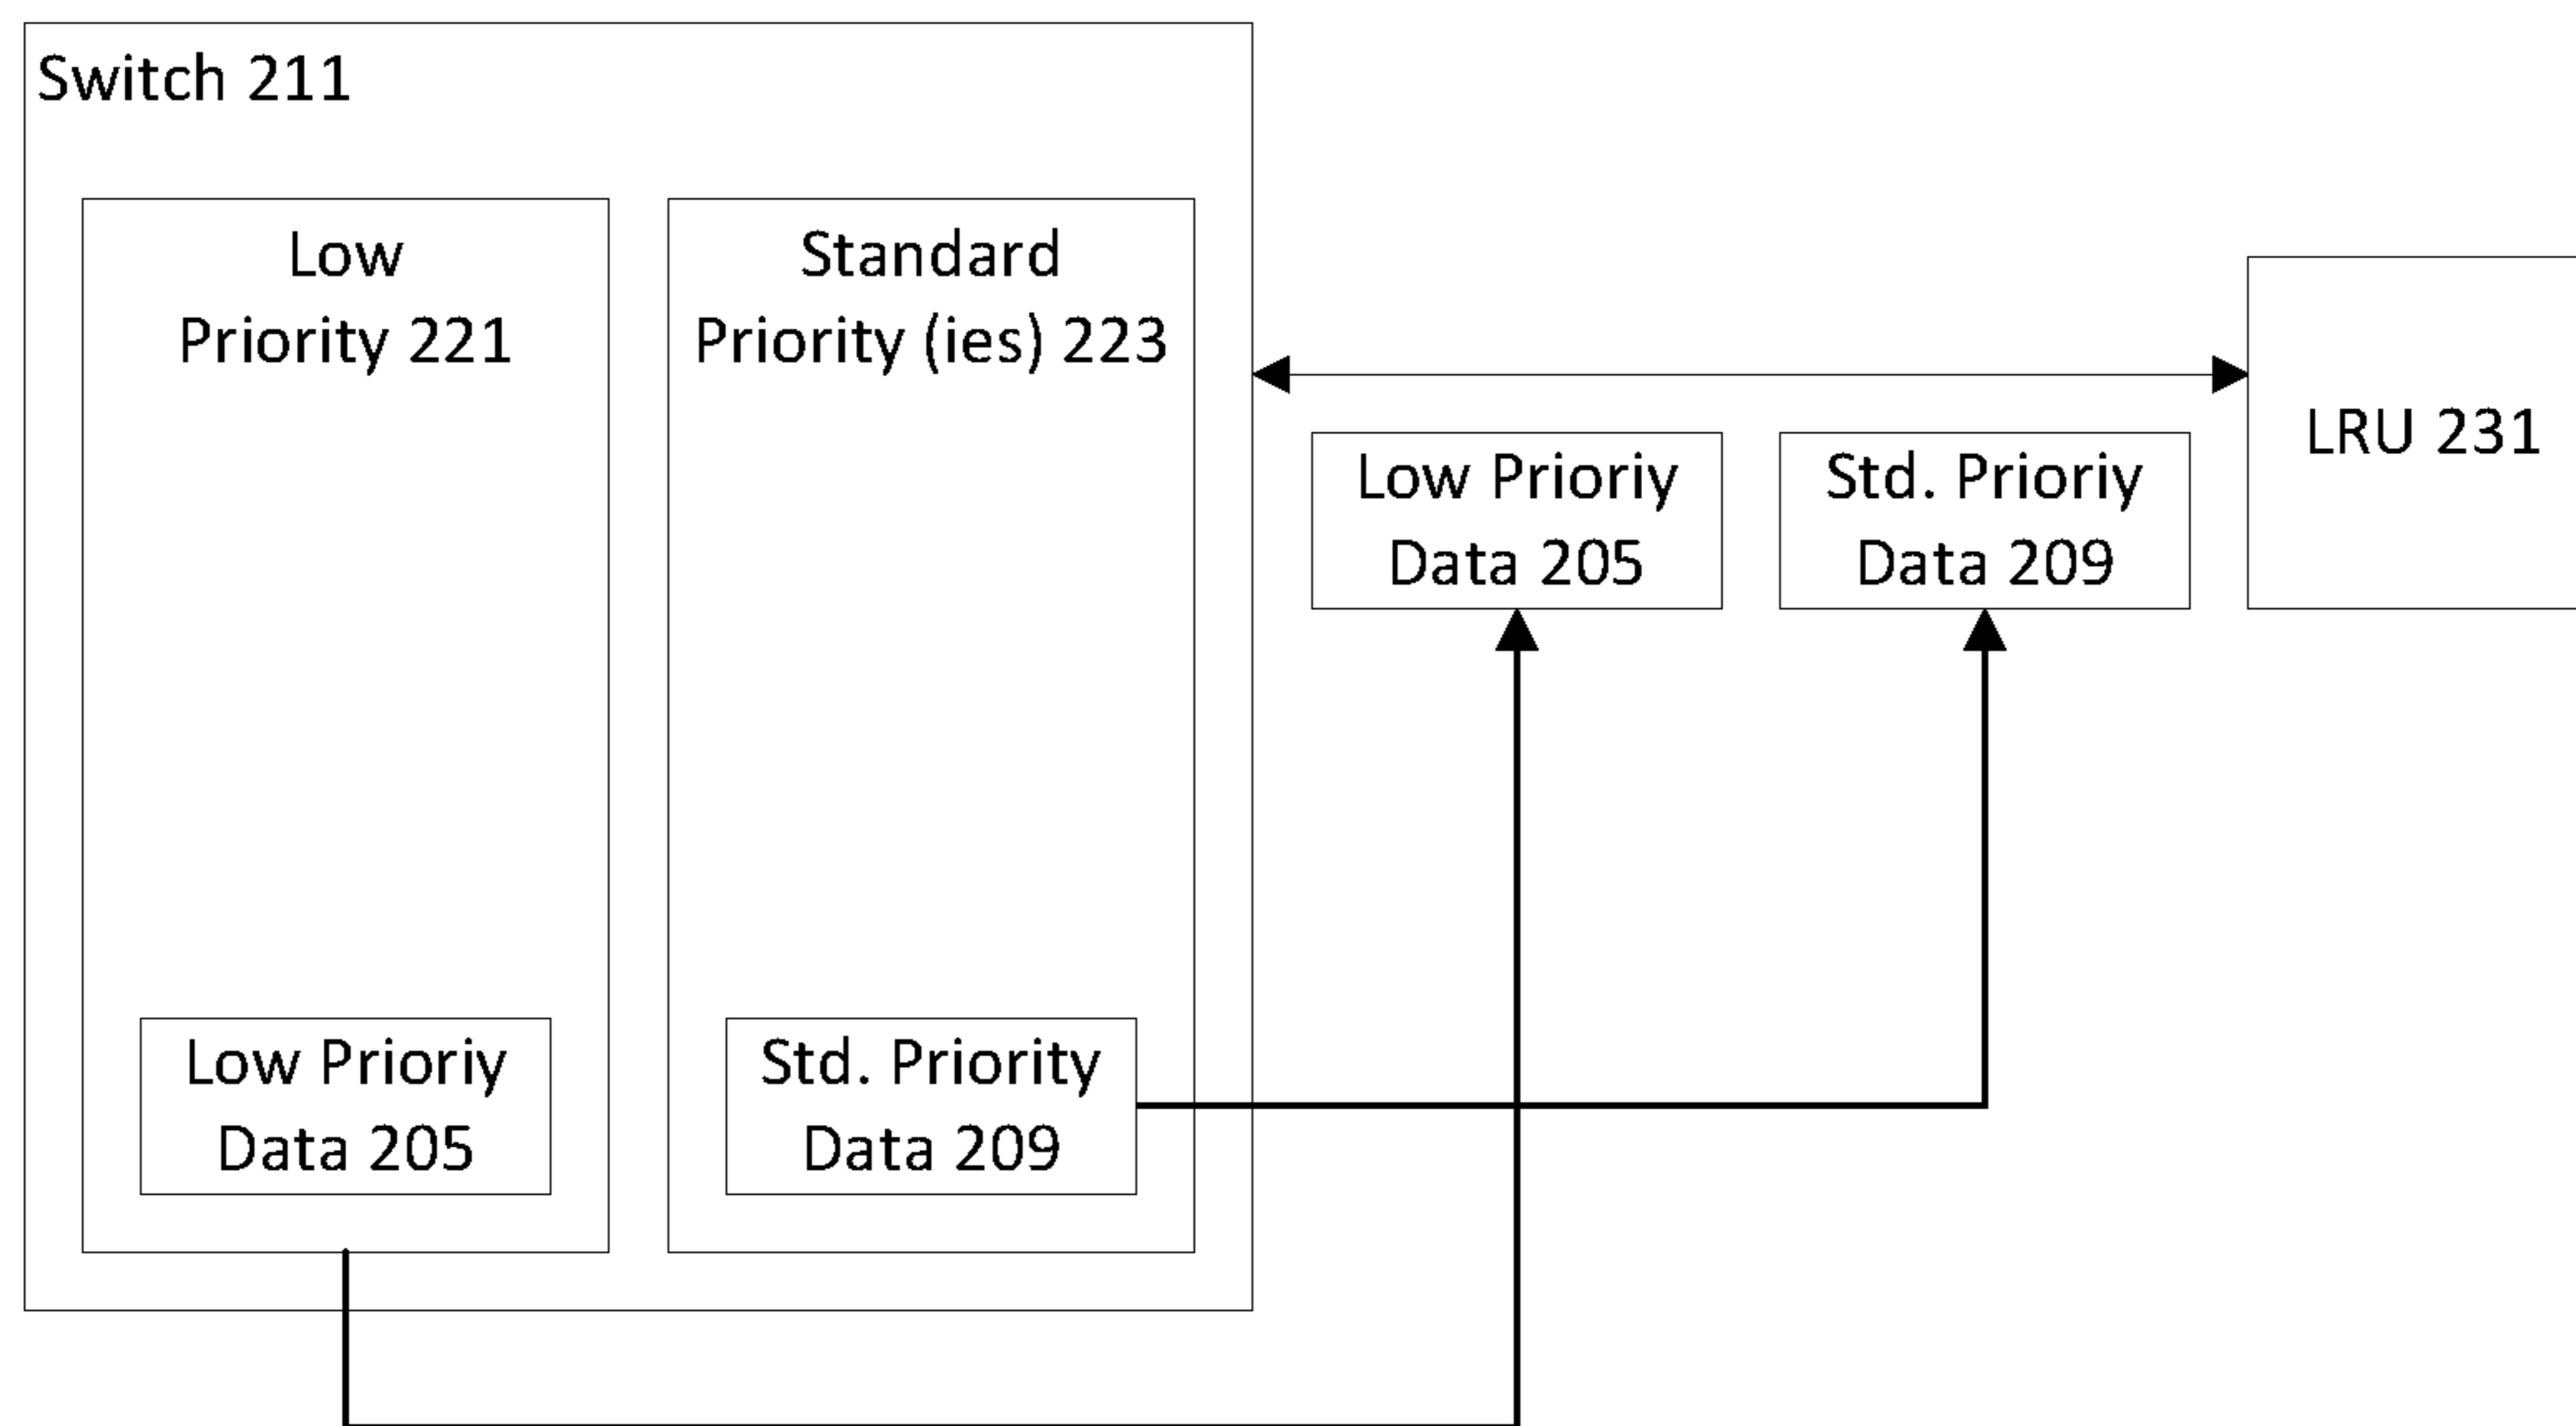 Switch 211
Low
Priority 221
Standard
Priority (ies) 223
LRU 231
Low Prioriy
Data 205
Std. Prioriy
Data 209
Low Prioriy
Data 205
Std. Priority
Data 209